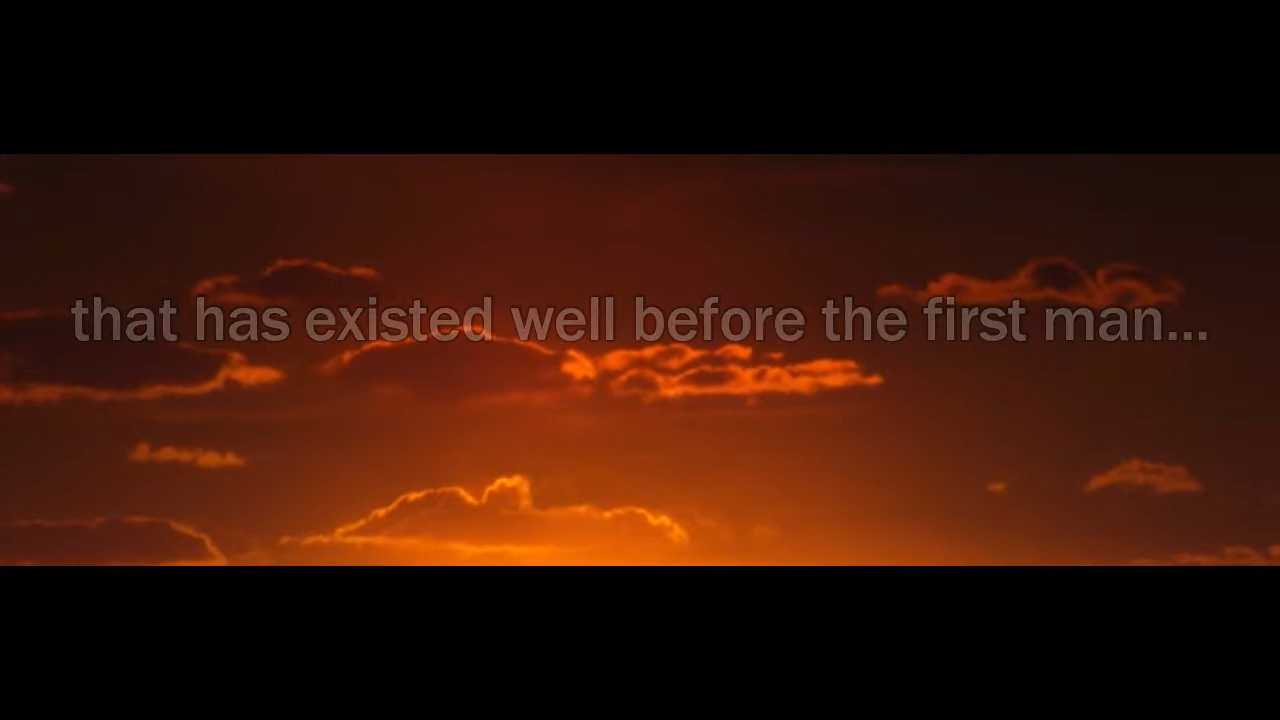 that has existed well before the first man...